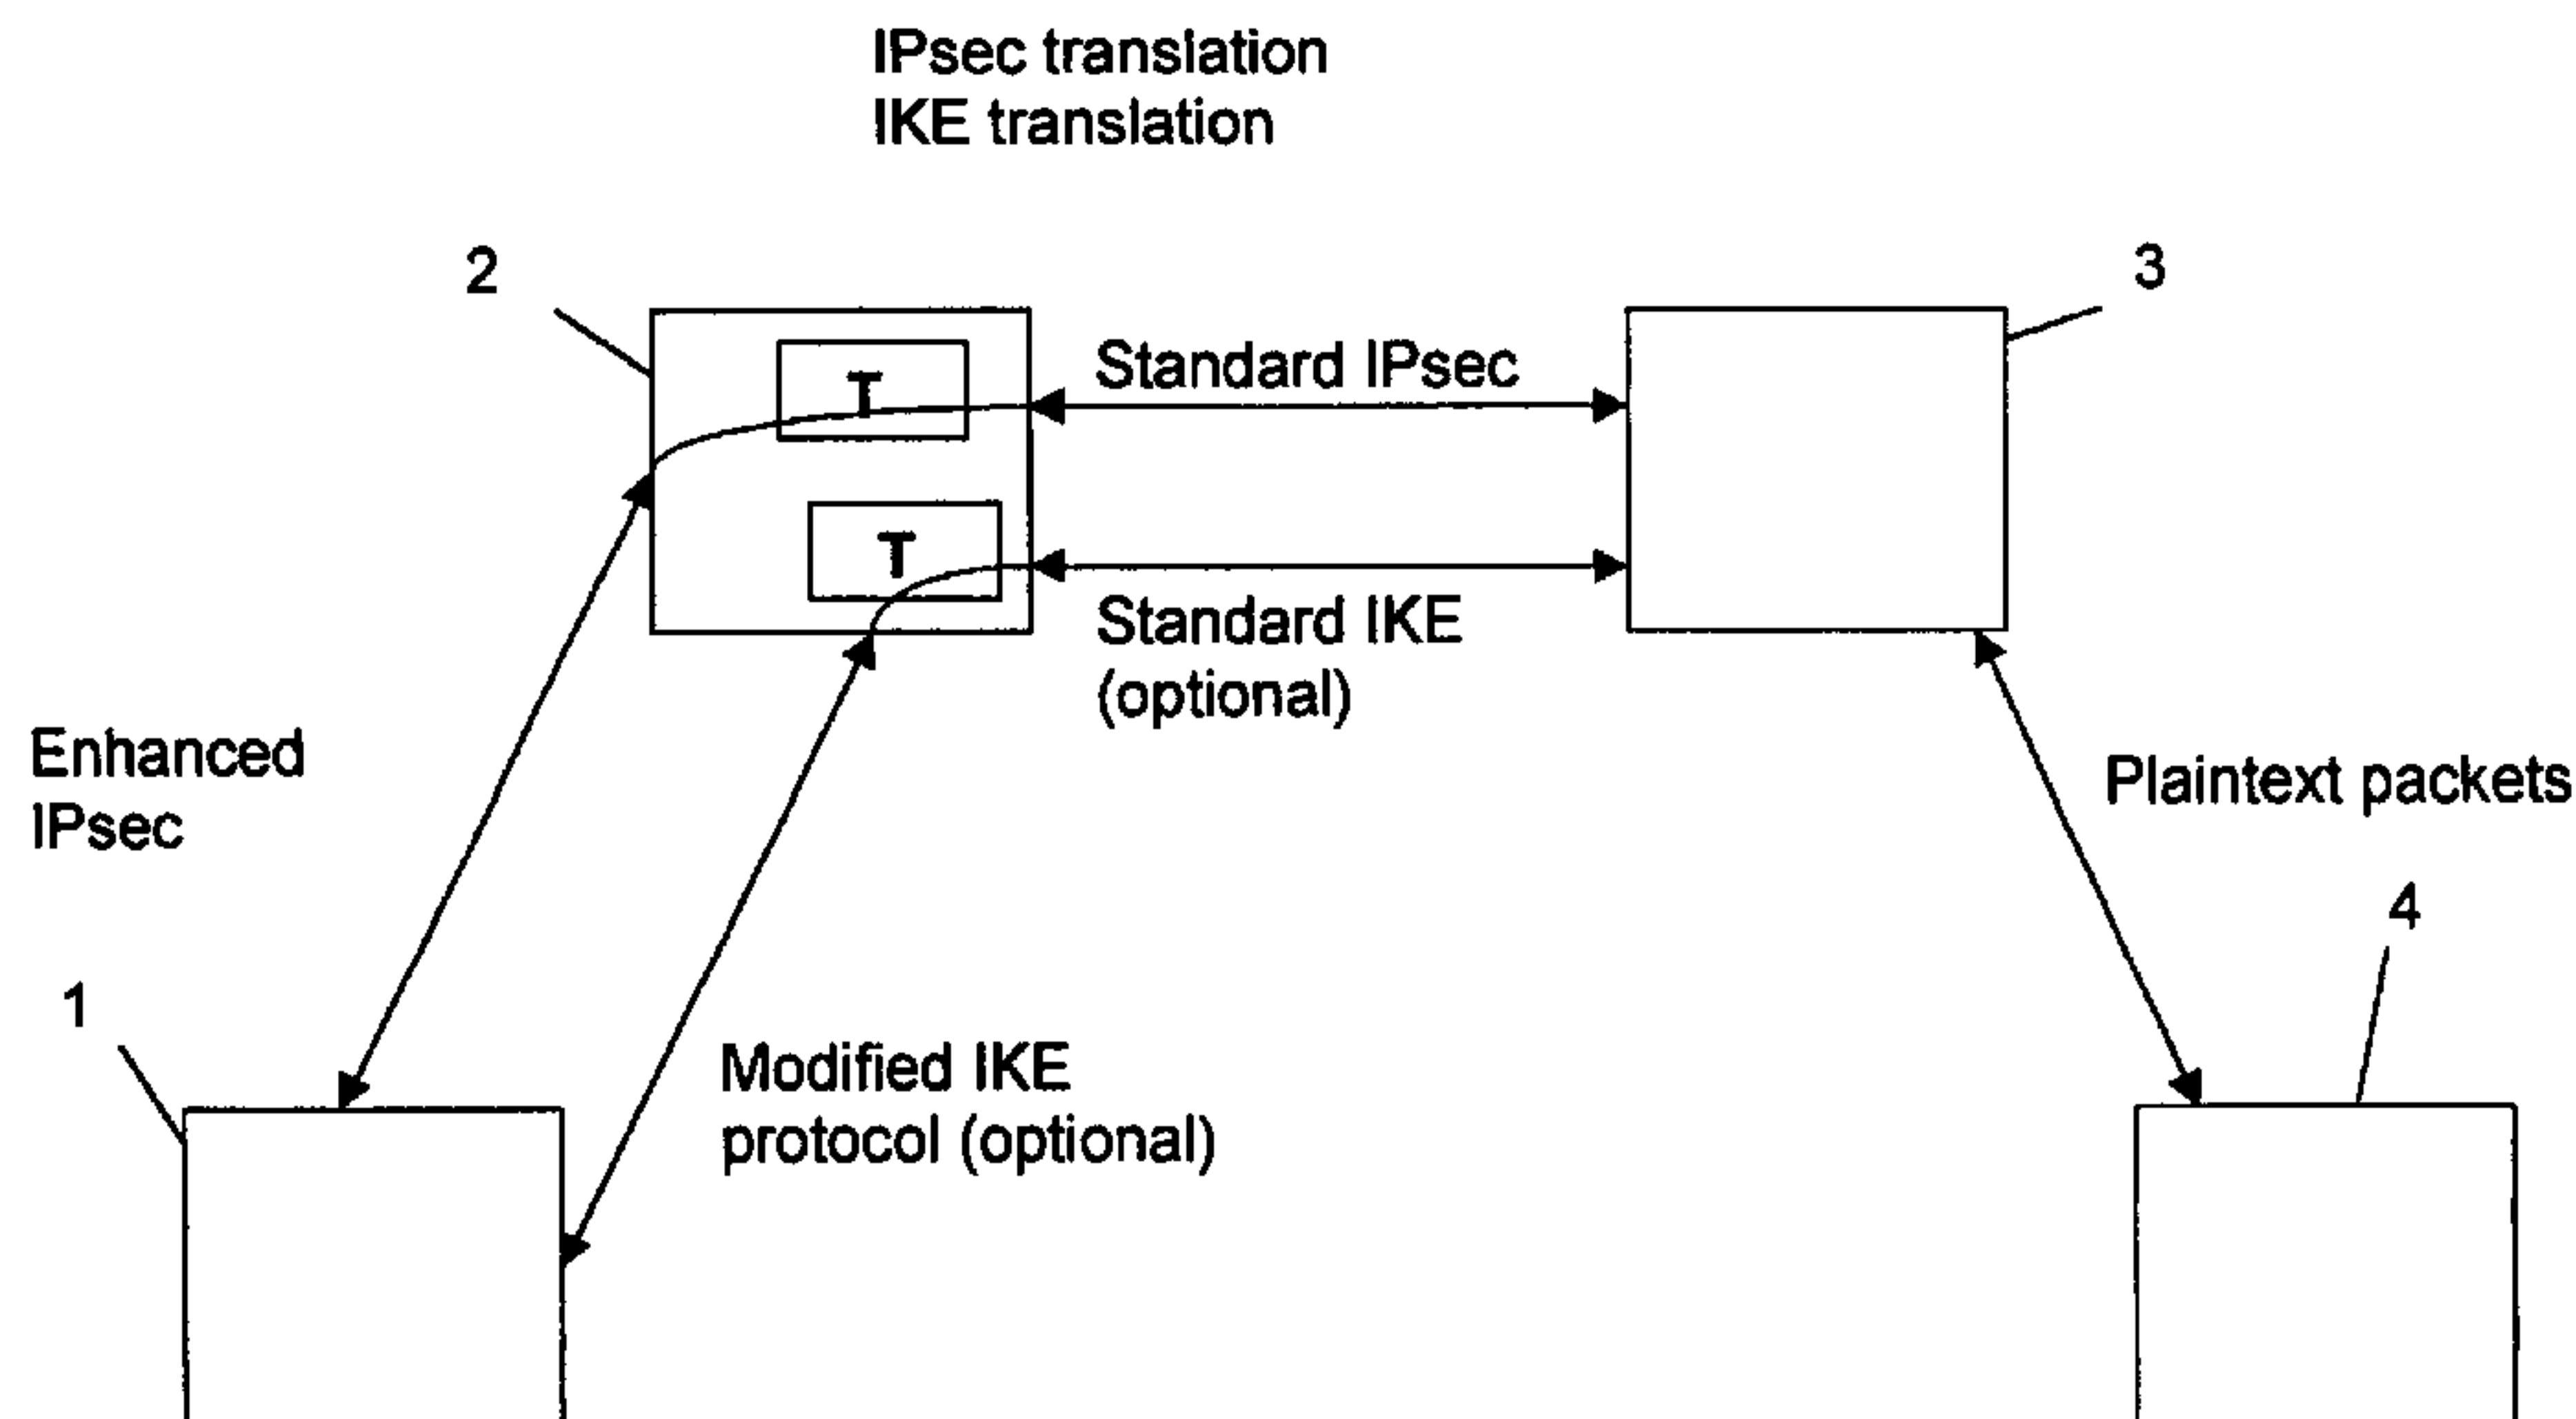 IPsec translation
IKE translation
2
3
T
Standard IPsec
T
Standard IKE
(optional)
Enhanced
IPsec
Plaintext packets
4
1
Modified IKE
protocol (optional)